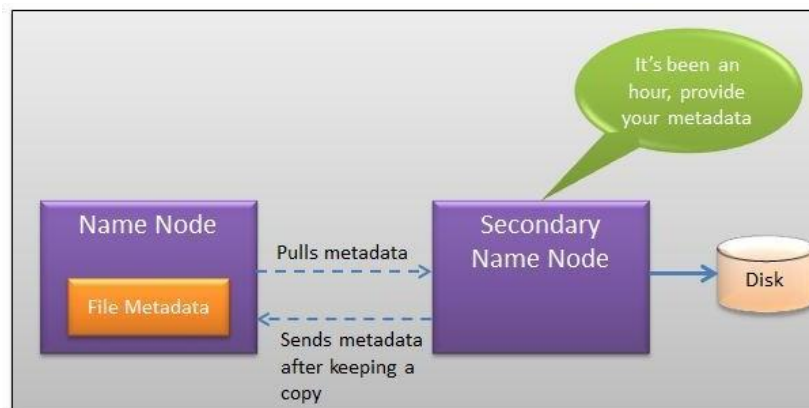 It's been an
hour, provide
your metadata
Name Node
File Metadata
Pulls metadata
Sends metadata
after keeping a
copy
Secondary
Name Node
Disk